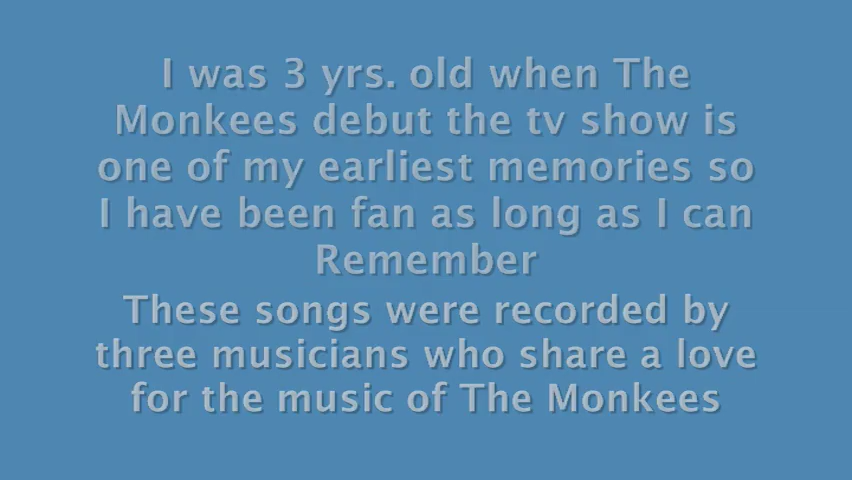 I was 3 yrs. old when The
Monkees debut the tv show is
one of my earliest memories so
I have been fan as long as I can
Remember
These songs were recorded by
three musicians who share a love
for the music of The Monkees